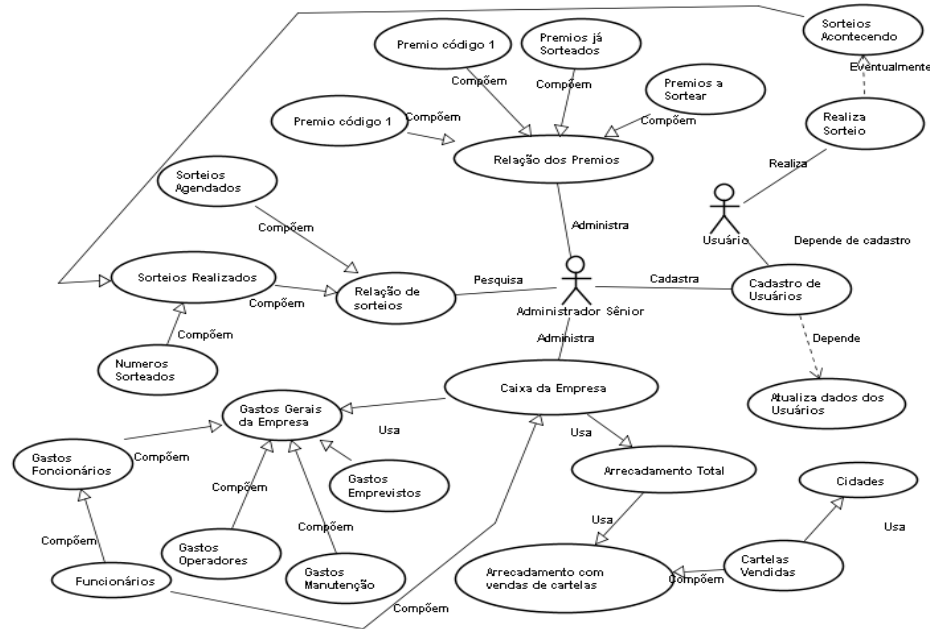 Sorteios
Acontecendo
Premio código 1
Premios já
Sorteados
Eventualmente
Compõem
Compõem
Premios a
Sortear
Premio código 1
Compõem
Compõem
Realiza
Sorteio
Relação dos Premios
Realiza
Sorteios
Agendados
Compõem
Administra
Usuário
Depende de cadastro
Sorteios Realizados
Compõem
Relação de
sorteios
Pesquisa
Cadastra
Cadastro de
Usuários
Administrador Sênior
Compõem
Administra
Depende
Numeros
Sorteados
Caixa da Empresa
Atualiza dados dos
Usuários
Gastos Gerais
da Empresa
Usa
Usa
Gastos
Foncionários
Compõem
Arrecadamento Total
Gastos
Emprevistos
Cidades
Compõem
Compõem
Usa
Usa
Compõem
Gastos
Operadores
Funcionários
Gastos
Manutenção
Arrecadamento com
vendas de cartelas
Compõem
Cartelas
Vendidas
Compõem